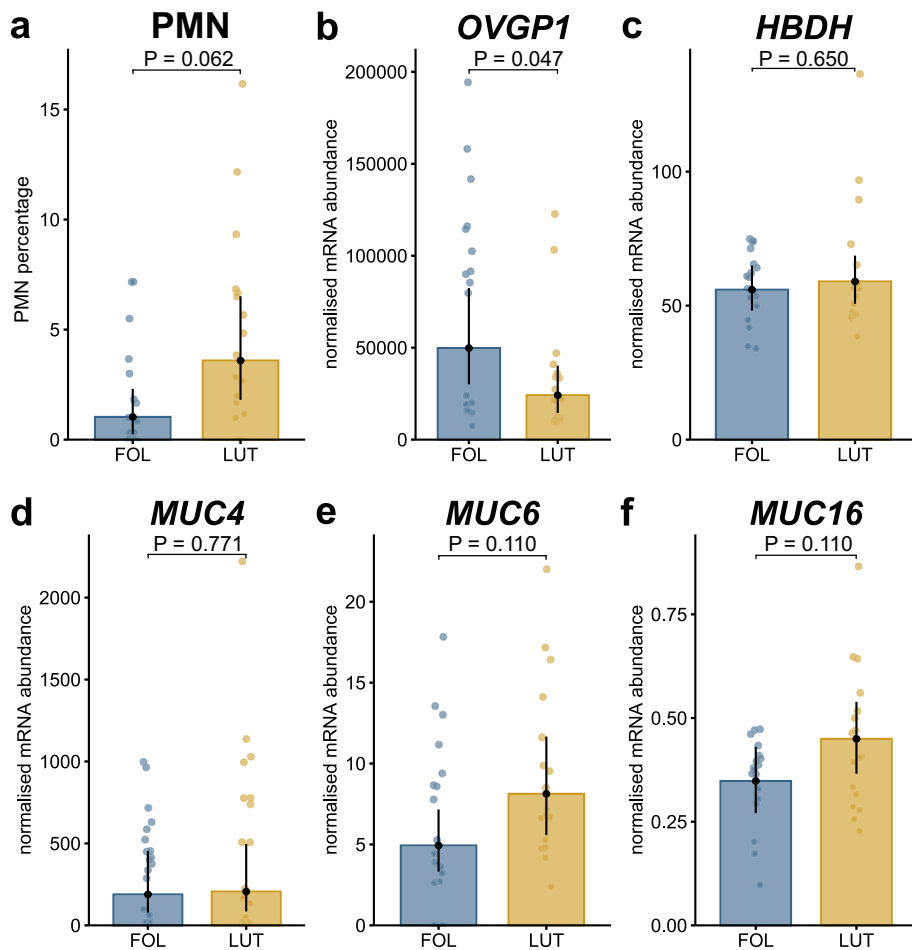 a PMN
P = 0.062
PMN percentage
15
10
5
0
FOL LUT
b OVGP1
P = 0.047
normalised mRNA abundance
200000
150000
100000
50000
0
FOL LUT
c HBDH
P = 0.650
normalised mRNA abundance
100
50
0
FOL LUT
d MUC4
P = 0.771
normalised mRNA abundance
2000
1500
1000
500
0
FOL LUT
e MUC6
P = 0.110
normalised mRNA abundance
20
15
10
5
0
FOL LUT
f MUC16
P = 0.110
normalised mRNA abundance
0.75
0.50
0.25
0.00
FOL LUT